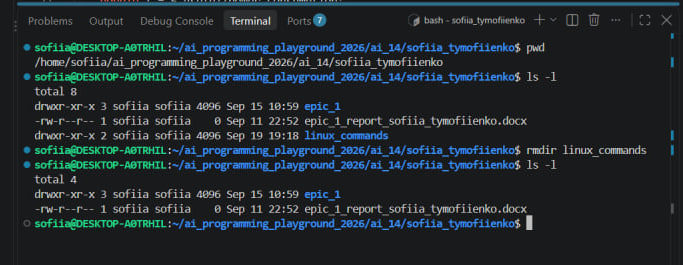 Problems Output Debug Console Terminal Ports 7 bash - sofiia_tymofiienko
sofiia@DESKTOP-A0TRHIL:~/ai_programming_playground_2026/ai_14/sofiia_tymofiienko$ pwd
/home/sofiia/ai_programming_playground_2026/ai_14/sofiia_tymofiienko
sofiia@DESKTOP-A0TRHIL:~/ai_programming_playground_2026/ai_14/sofiia_tymofiienko$ ls -l
total 8
drwxr-xr-x 3 sofiia sofiia 4096 Sep 15 10:59 epic_1
-rw-r--r-- 1 sofiia sofiia    0 Sep 11 22:52 epic_1_report_sofiia_tymofiienko.docx
drwxr-xr-x 2 sofiia sofiia 4096 Sep 19 19:18 linux_commands
sofiia@DESKTOP-A0TRHIL:~/ai_programming_playground_2026/ai_14/sofiia_tymofiienko$ rmdir linux_commands
sofiia@DESKTOP-A0TRHIL:~/ai_programming_playground_2026/ai_14/sofiia_tymofiienko$ ls -l
total 4
drwxr-xr-x 3 sofiia sofiia 4096 Sep 15 10:59 epic_1
-rw-r--r-- 1 sofiia sofiia    0 Sep 11 22:52 epic_1_report_sofiia_tymofiienko.docx
sofiia@DESKTOP-A0TRHIL:~/ai_programming_playground_2026/ai_14/sofiia_tymofiienko$